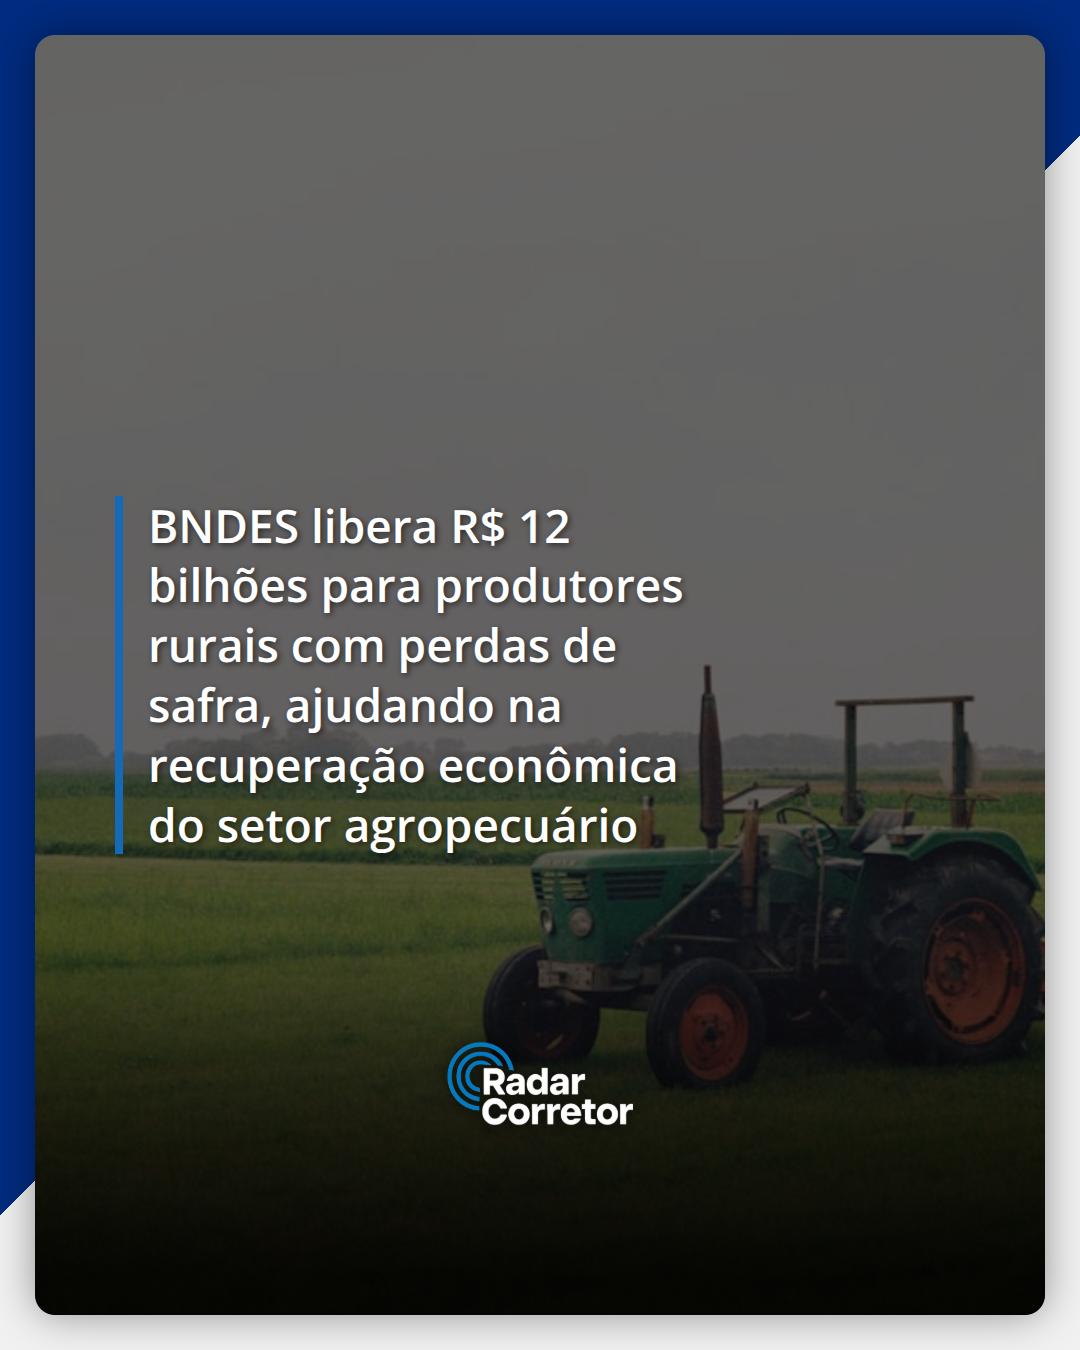 BNDES libera R$ 12
bilhões para produtores
rurais com perdas de
safra, ajudando na
recuperação econômica
do setor agropecuário
Radar
Corretor